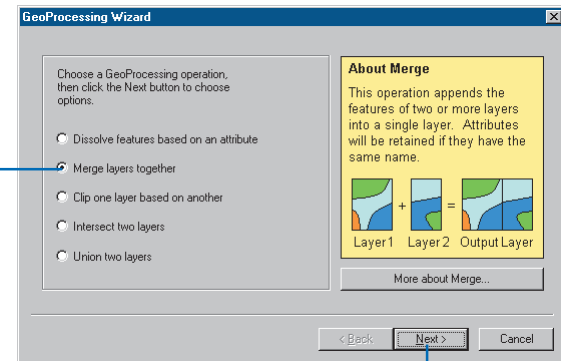 GeoProcessing Wizard
Choose a GeoProcessing operation,
then click the Next button to choose
options.
Dissolve features based on an attribute
Merge layers together
Clip one layer based on another
Intersect two layers
Union two layers
About Merge
This operation appends the
features of two or more layers
into a single layer. Attributes
will be retained if they have the
same name.
+ =
Layer1 Layer 2 Output Layer
More about Merge...
< Back Next > Cancel